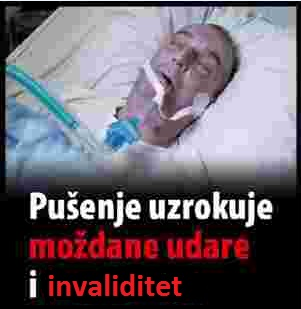 Pušenje uzrokuje
moždane udare
i invaliditet